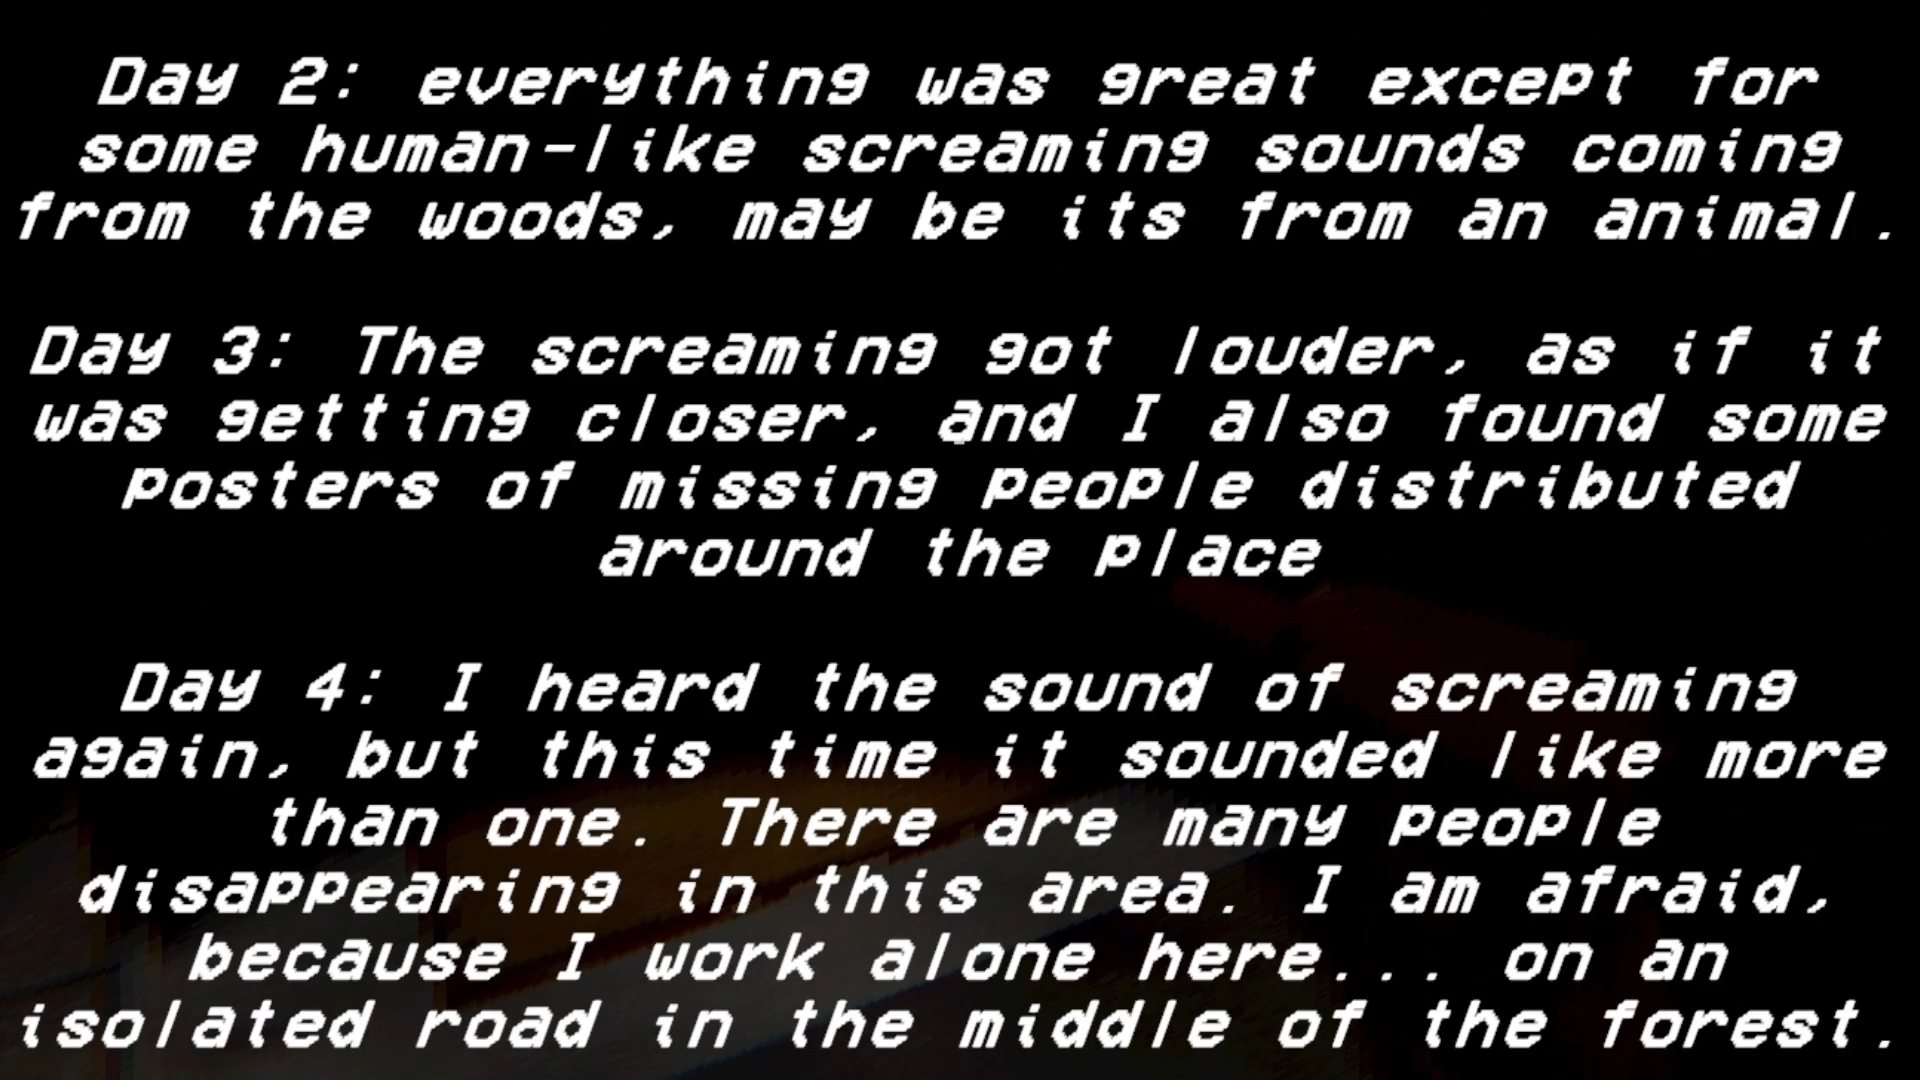 Day 2: everything was great except for
some human-like screaming sounds coming
from the woods, may be its from an animal.
Day 3: The screaming got louder, as if it
was getting closer, and I also found some
posters of missing people distributed
around the place
Day 4: I heard the sound of screaming
again, but this time it sounded like more
than one. There are many people
disappearing in this area. I am afraid,
because I work alone here... on an
isolated road in the middle of the forest.